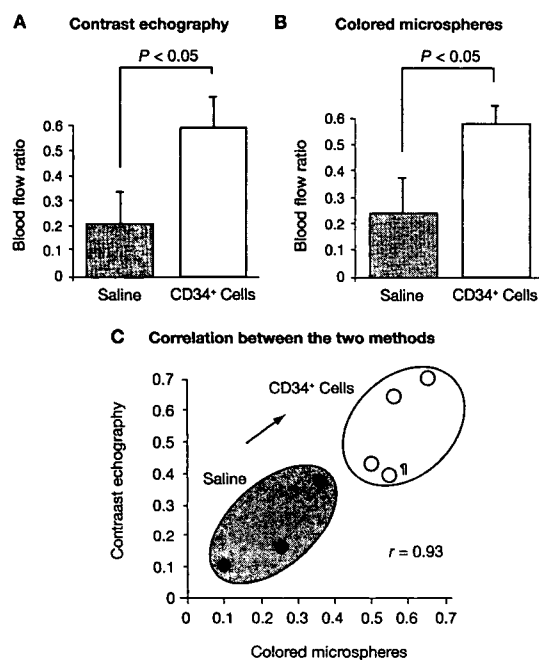 A Contrast echography
P < 0.05
Blood flow ratio
0.6
0.5
0.4
0.3
0.2
0.2
0
Saline
CD34+ Cells
B Colored microspheres
P < 0.05
Blood flow ratio
0.6
0.5
0.4
0.3
0.2
0.2
0
Saline
CD34+ Cells
C Correlation between the two methods
Contraast echography
0.7
0.6
0.5
0.4
0.3
0.2
0.1
0
CD34+ Cells
Saline
¶
r = 0.93
0 0.1 0.2 0.3 0.4 0.5 0.6 0.7
Colored microspheres